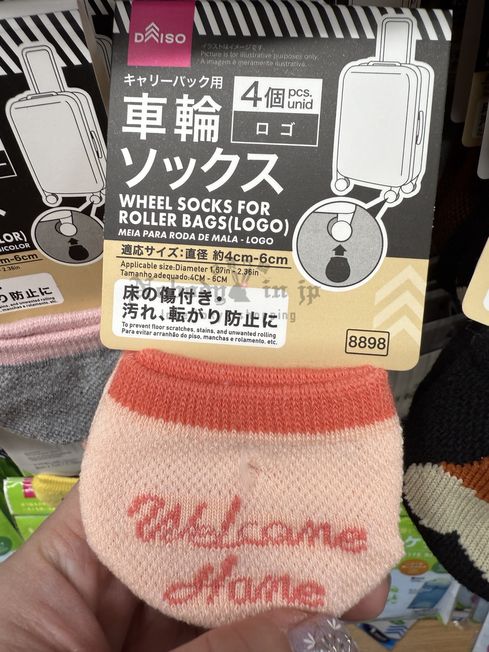 DAISO
イラストはイメージです。
Picture is for illustrative purposes only.
A imagem é meramente ilustrativa.
キャリーバック用
4個 pcs. unid
車輪
ロゴ
ソックス
WHEEL SOCKS FOR
ROLLER BAGS(LOGO)
MEIA PARA RODA DE MALA - LOGO
適応サイズ：直径 約4cm-6cm
Applicable size:Diameter 1.57in - 2.36in
Tamanho adequado:4CM - 6CM
床の傷付き・
汚れ、転がり防止に
To prevent floor scratches, stains, and unwanted rolling
Para evitar arranhão do piso, manchas e rolamento, etc.
8898
Welcome
Home